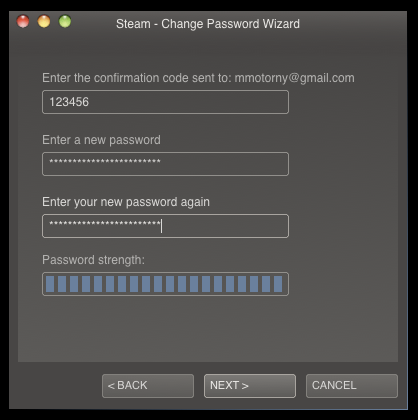 Steam - Change Password Wizard
Enter the confirmation code sent to: mmotorny@gmail.com
123456
Enter a new password
************************
Enter your new password again
************************
Password strength:
< BACK NEXT > CANCEL